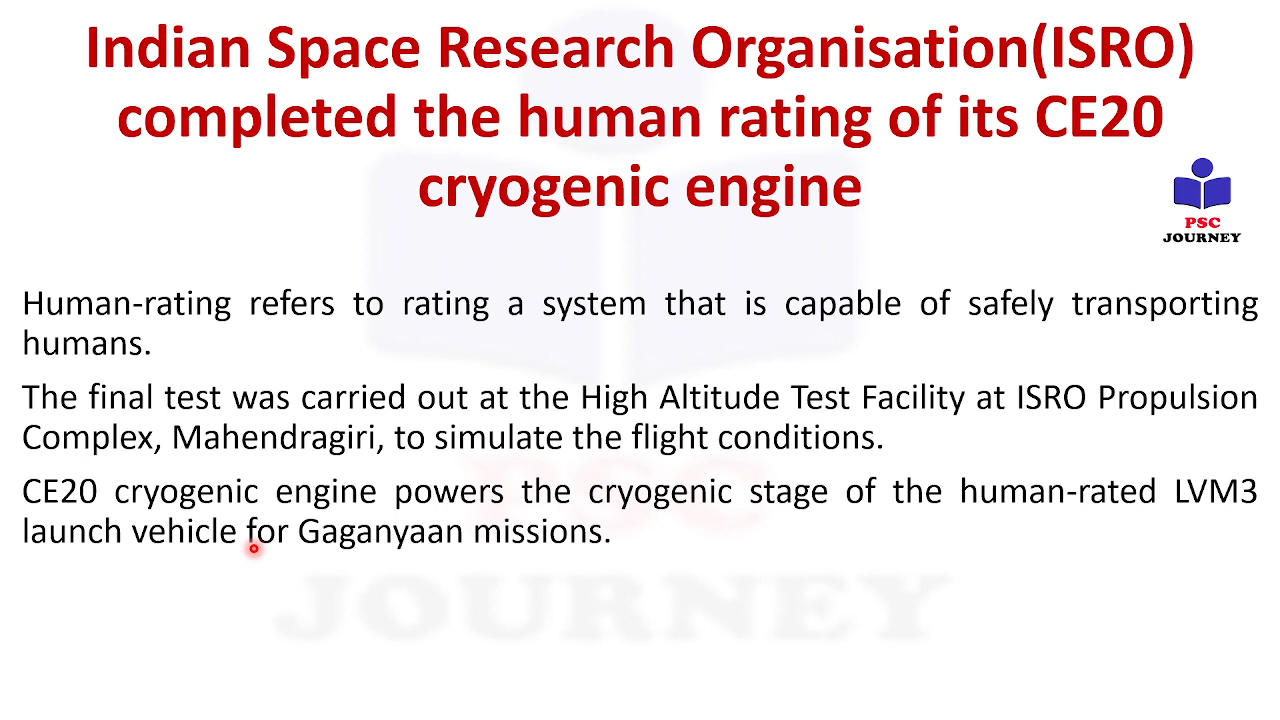 Indian Space Research Organisation(ISRO)
completed the human rating of its CE20
cryogenic engine
PSC
JOURNEY
Human-rating refers to rating a system that is capable of safely transporting
humans.
The final test was carried out at the High Altitude Test Facility at ISRO Propulsion
Complex, Mahendragiri, to simulate the flight conditions.
CE20 cryogenic engine powers the cryogenic stage of the human-rated LVM3
launch vehicle for Gaganyaan missions.
PSC
JOURNEY